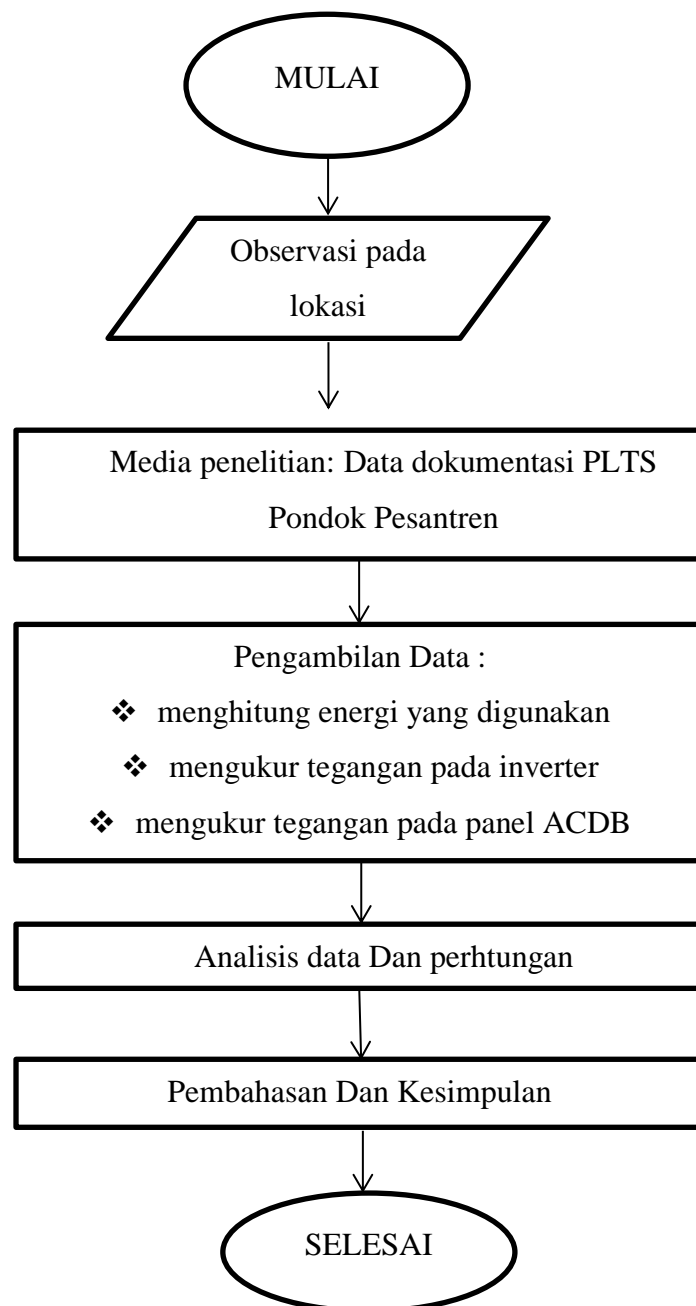 MULAI
Observasi pada
lokasi
Media penelitian: Data dokumentasi PLTS
Pondok Pesantren
Pengambilan Data :
❖ menghitung energi yang digunakan
❖ mengukur tegangan pada inverter
❖ mengukur tegangan pada panel ACDB
Analisis data Dan perhtungan
Pembahasan Dan Kesimpulan
SELESAI